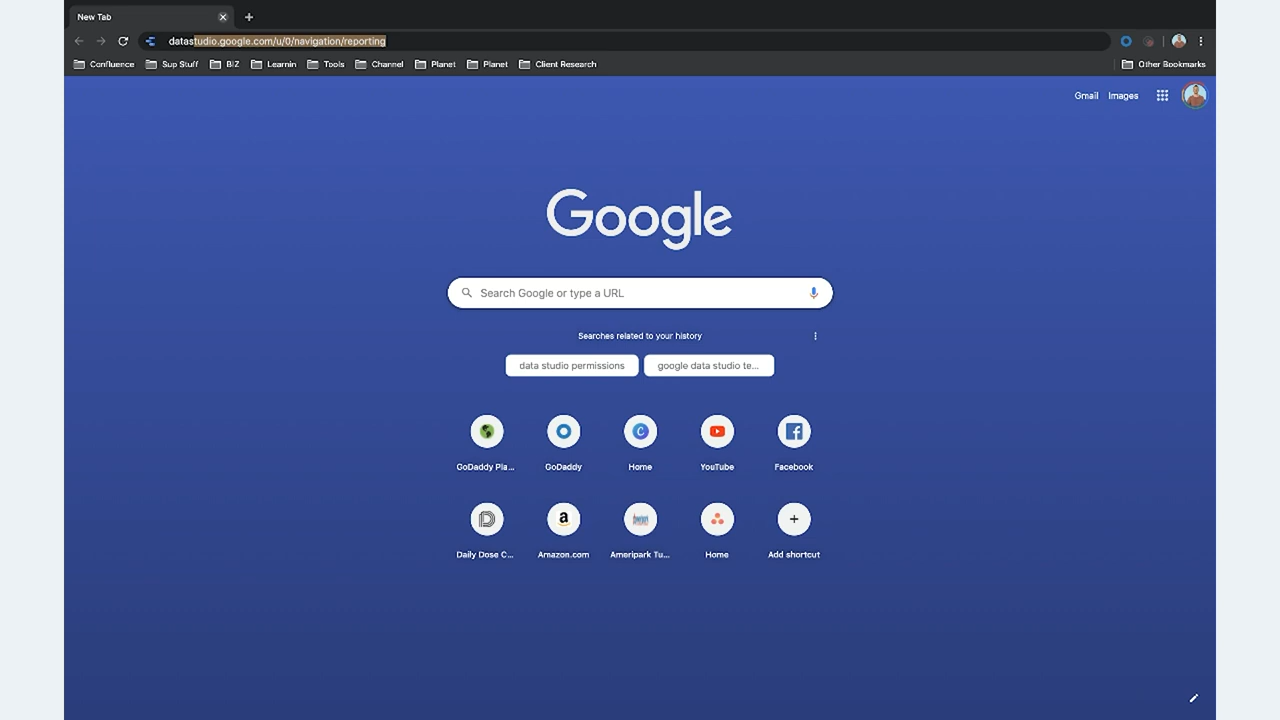 New Tab
datastudio.google.com/u/0/navigation/reporting
Confluence Sup Stuff BIZ Learnin Tools Channel Planet Planet Client Research Other Bookmarks
Gmail Images
Google
Search Google or type a URL
Searches related to your history
data studio permissions google data studio te...
GoDaddy Pla... GoDaddy Home YouTube Facebook
Daily Dose C... Amazon.com Ameripark Tu... Home Add shortcut